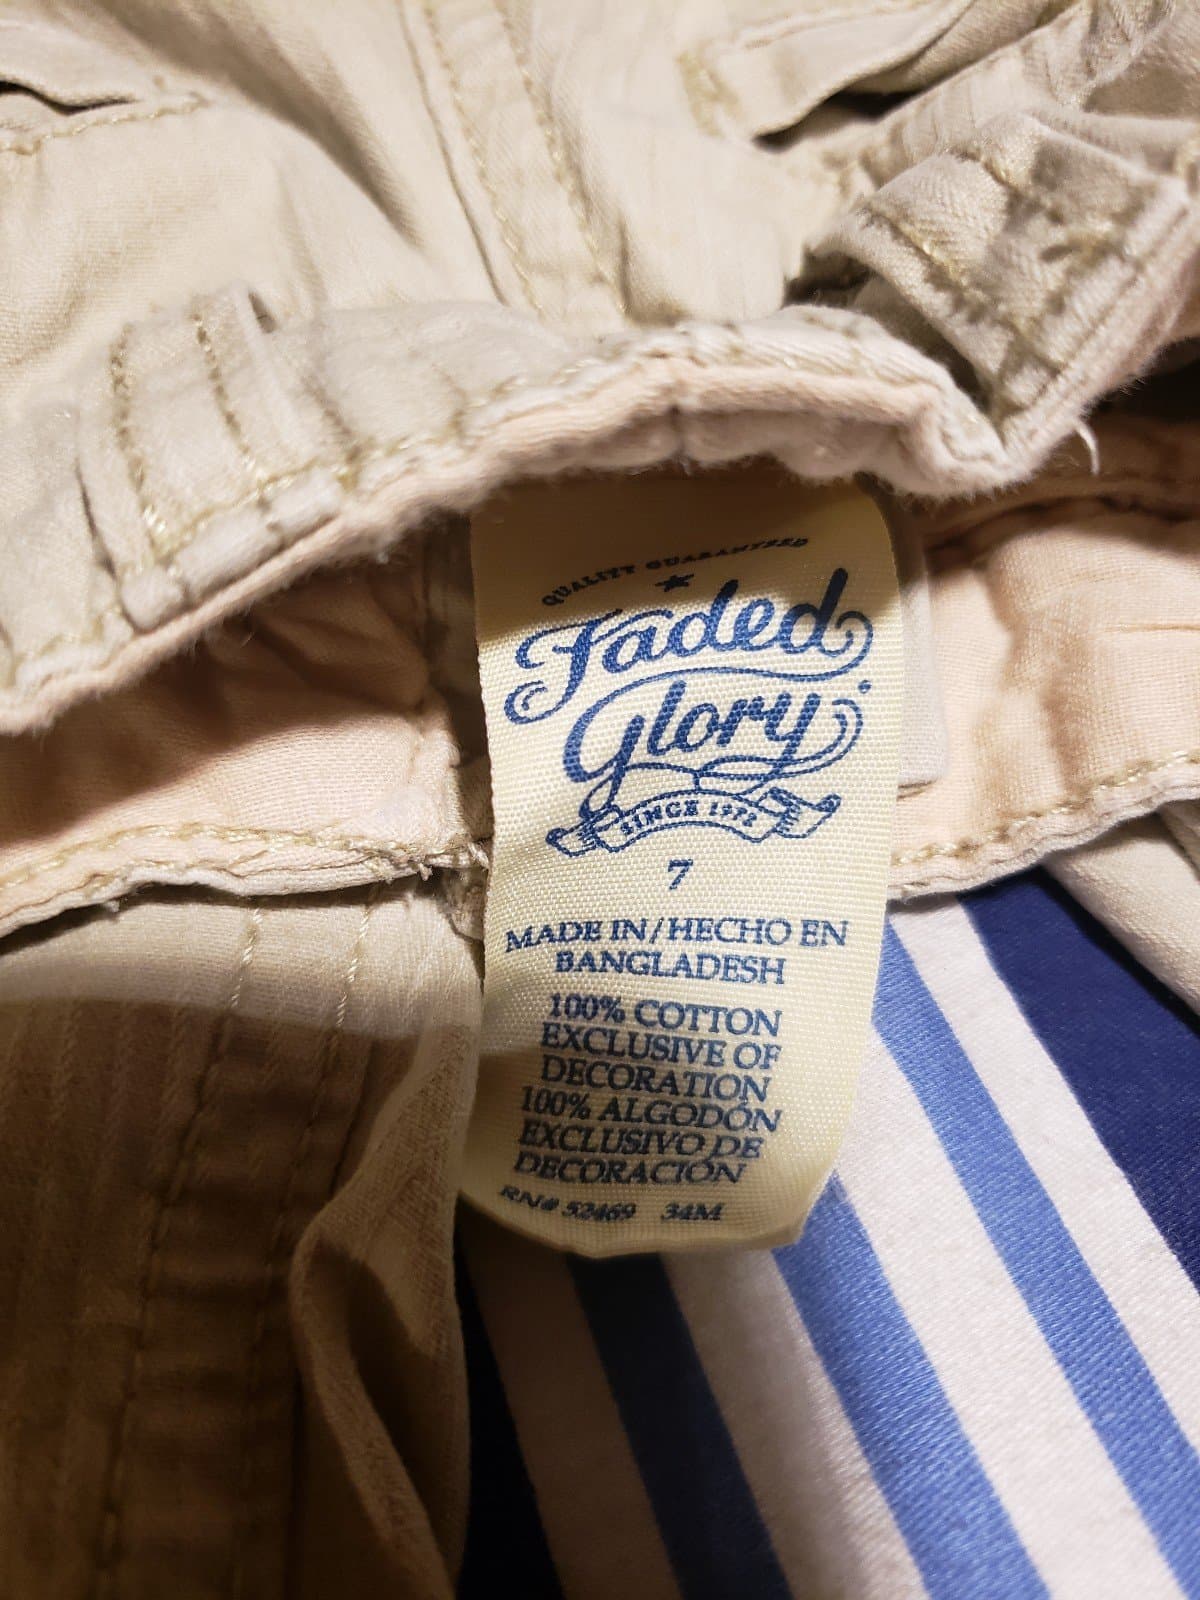 QUALITY GUARANTEED
Faded
Glory
SINCE 1972
7
MADE IN/HECHO EN
BANGLADESH
100% COTTON
EXCLUSIVE OF
DECORATION
100% ALGODÓN
EXCLUSIVO DE
DECORACIÓN
RN# 52469 34M